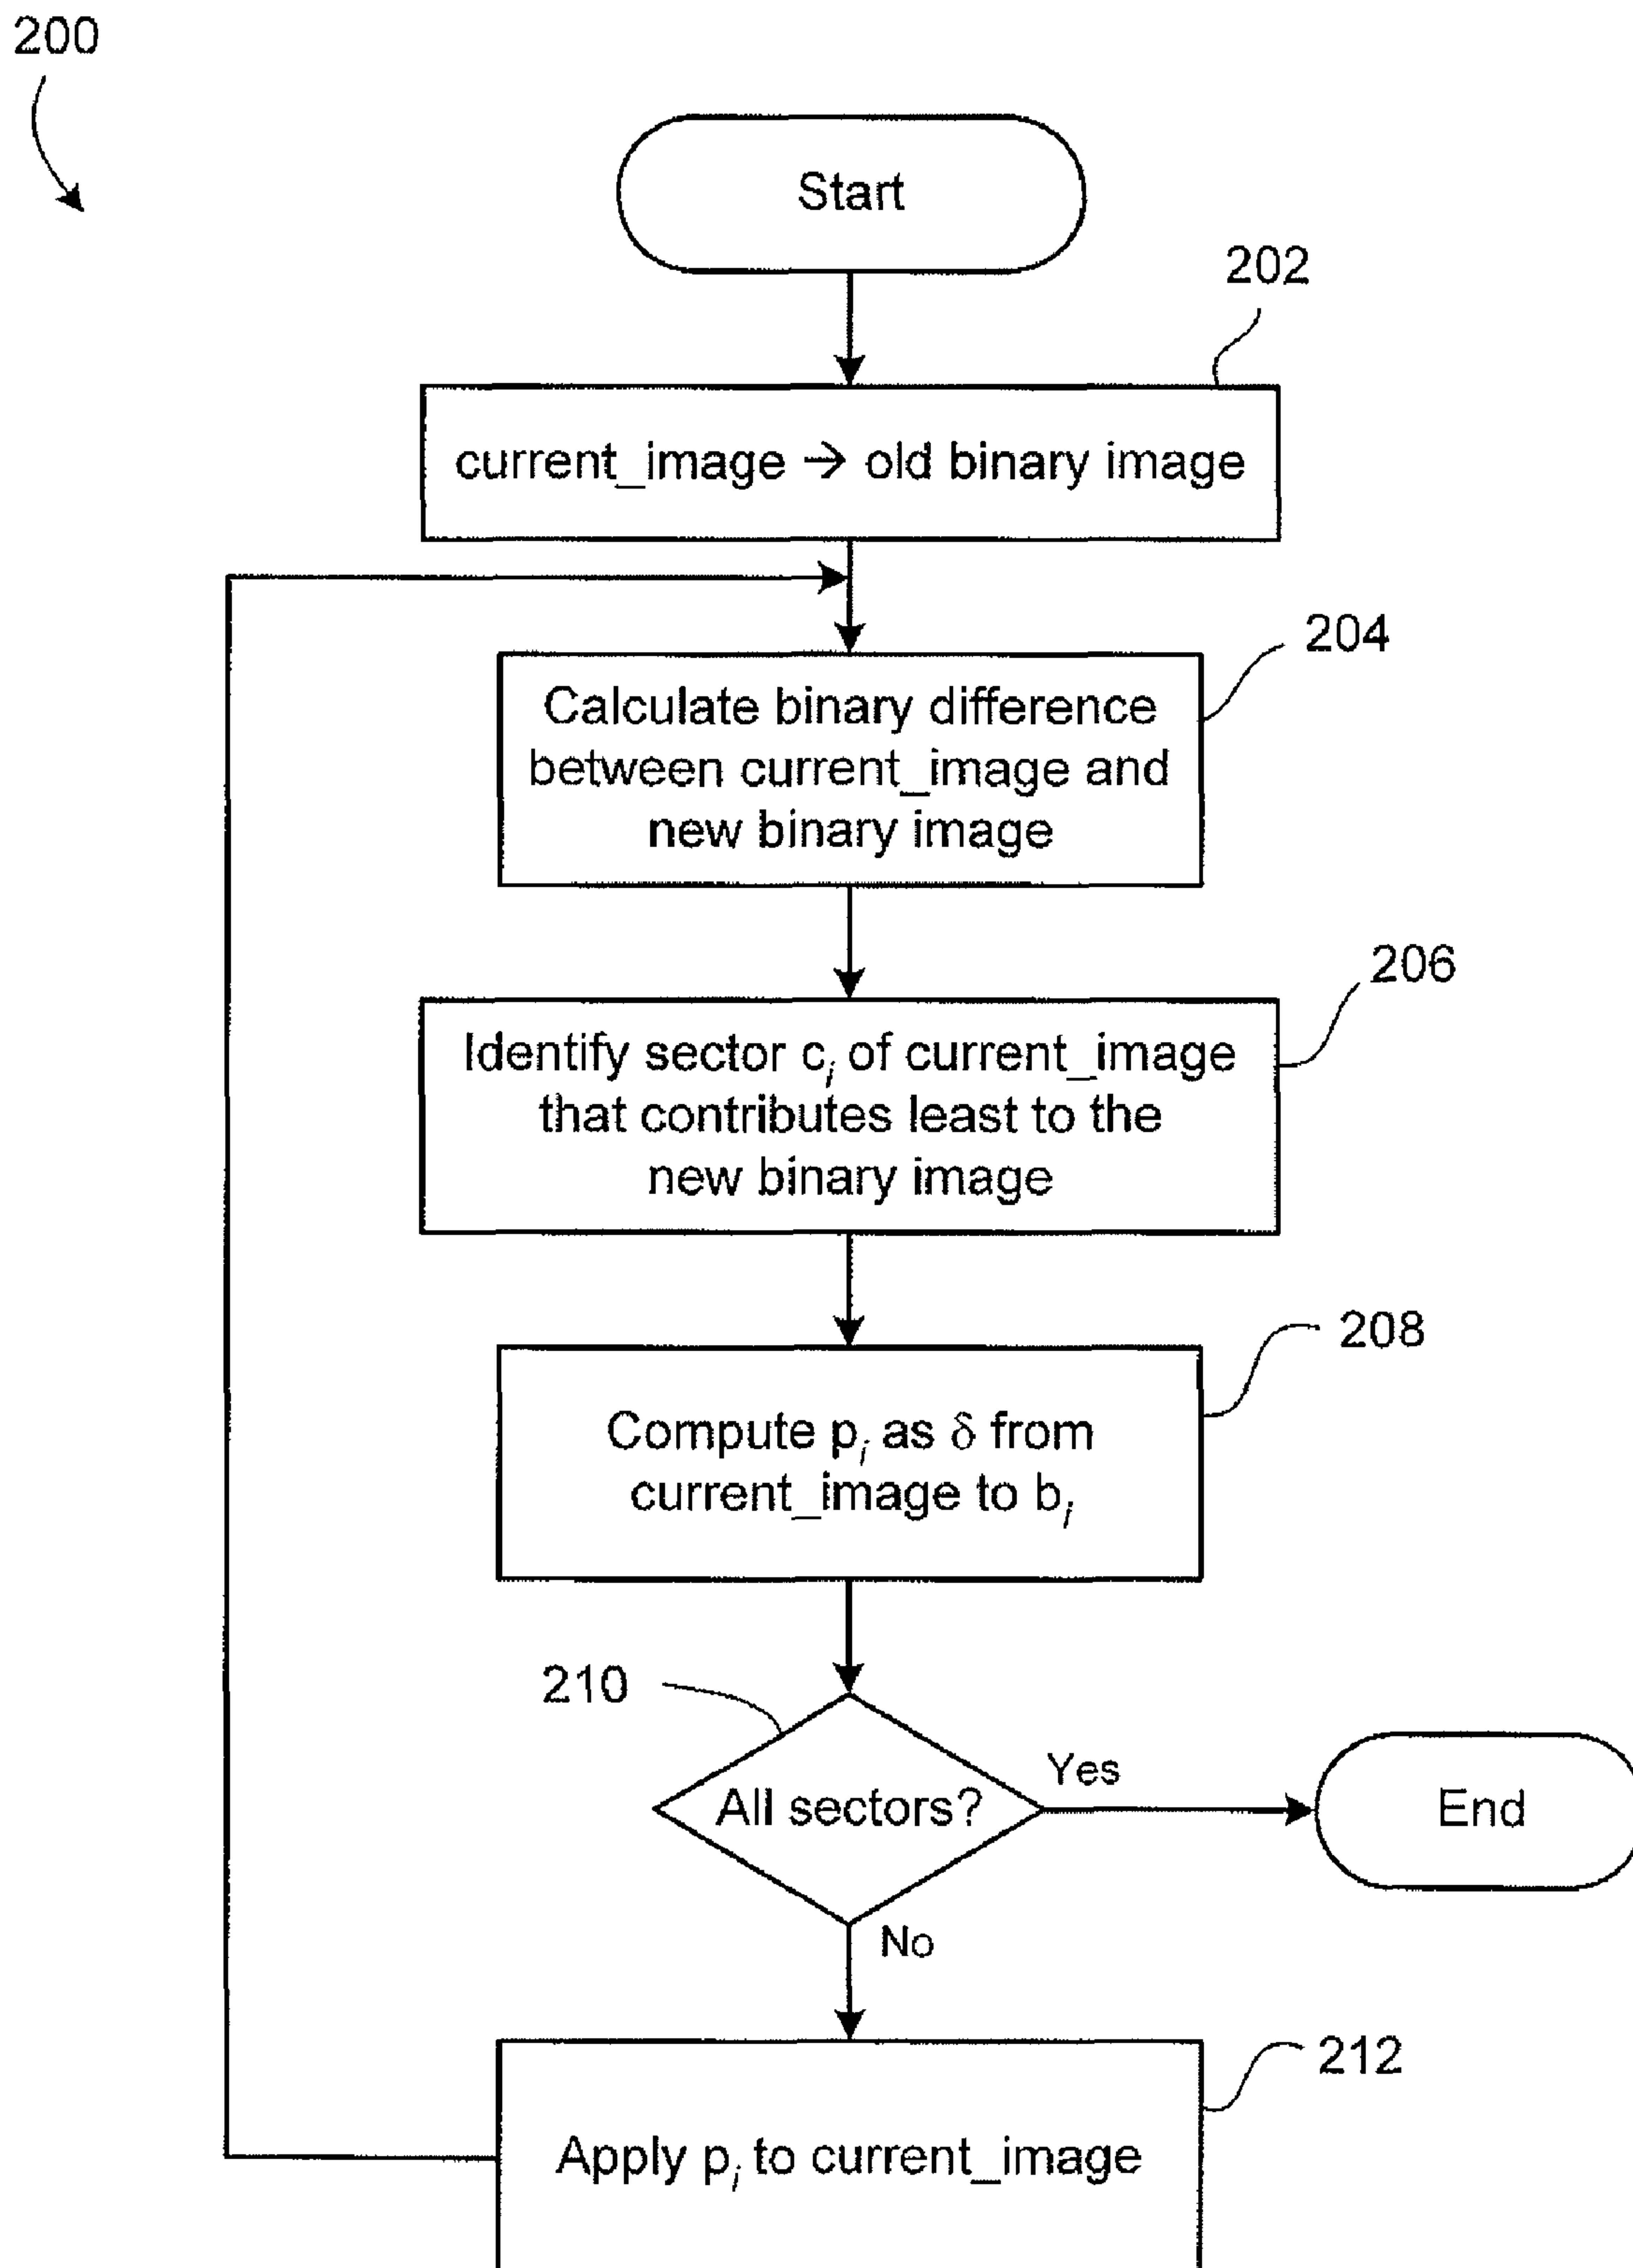 200
Start
202
current_image → old binary image
204
Calculate binary difference
between current_image and
new binary image
206
Identify sector cᵢ of current_image
that contributes least to the
new binary image
208
Compute pᵢ as δ from
current_image to bᵢ
210
All sectors?
Yes
End
No
212
Apply pᵢ to current_image